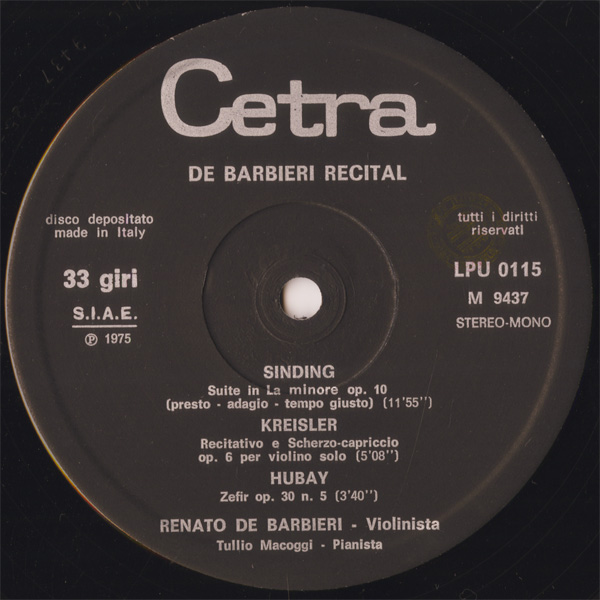 Cetra
DE BARBIERI RECITAL
disco depositato
made in Italy
tutti i diritti
riservati
33 giri
S.I.A.E.
℗ 1975
LPU 0115
M 9437
STEREO-MONO
SINDING
Suite in La minore op. 10
(presto - adagio - tempo giusto) (11'55'')
KREISLER
Recitativo e Scherzo-capriccio
op. 6 per violino solo (5'08'')
HUBAY
Zefir op. 30 n. 5 (3'40'')
RENATO DE BARBIERI - Violinista
Tullio Macoggi - Pianista